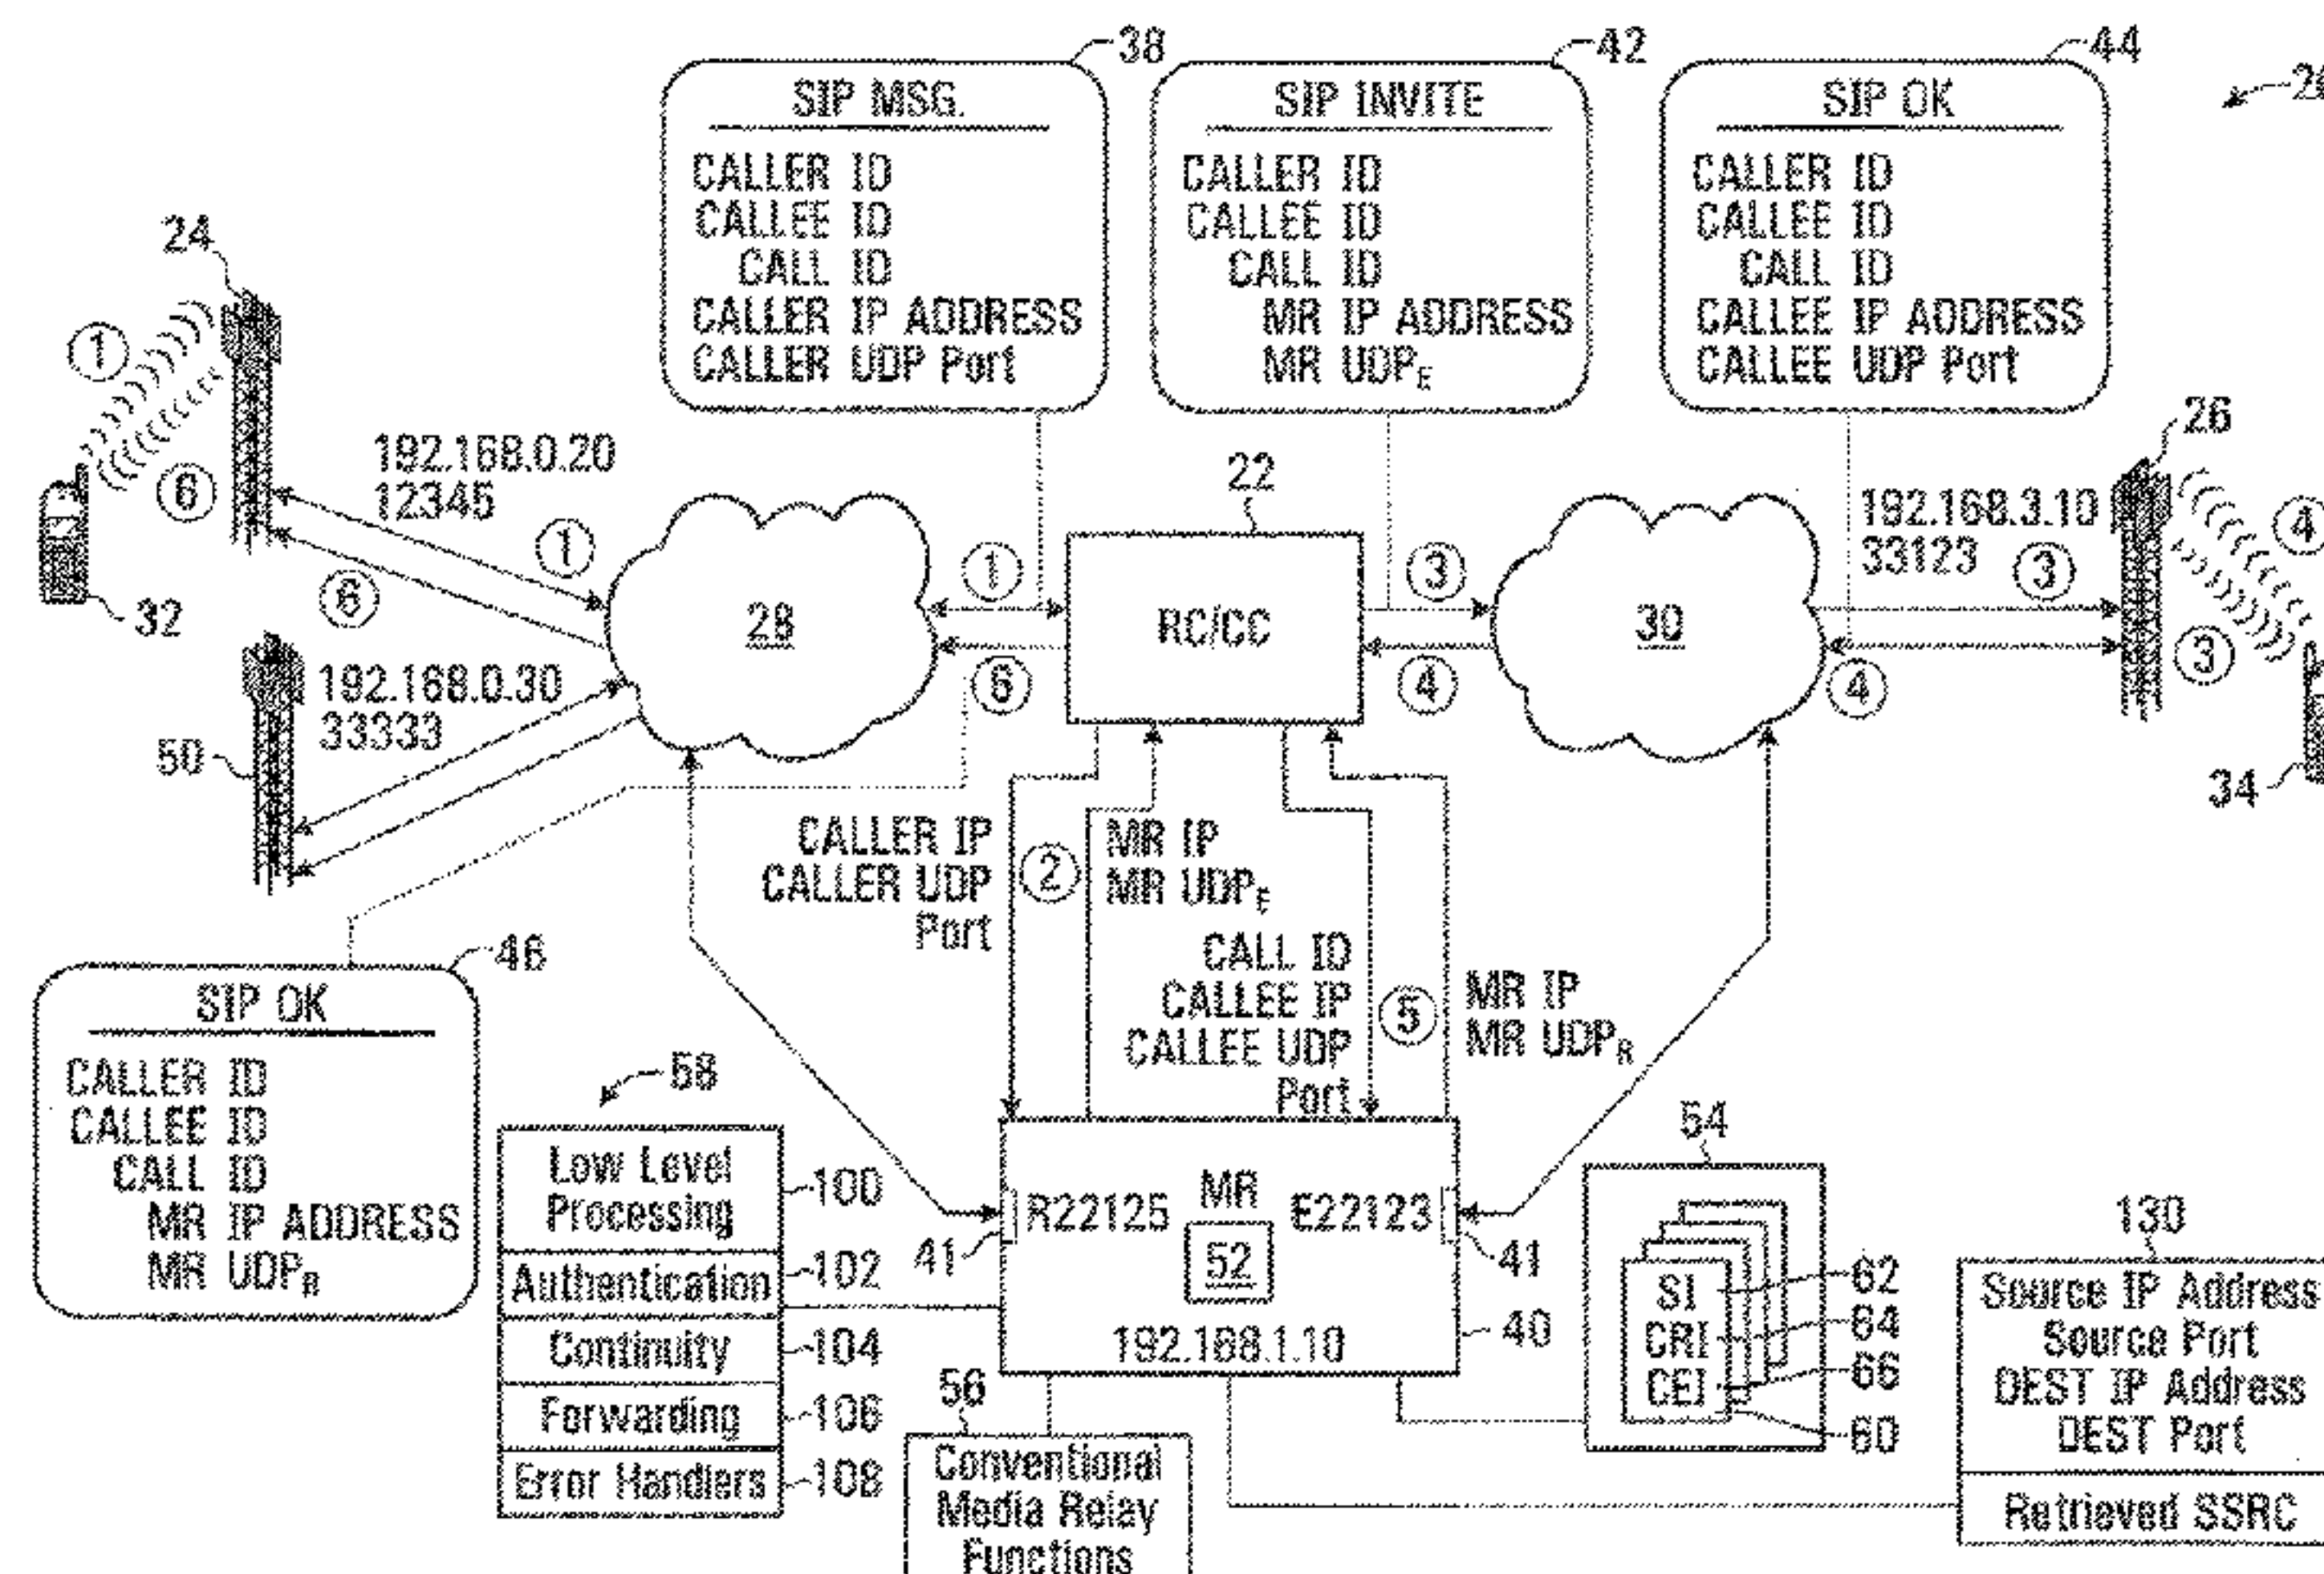 38
SIP MSG.
CALLER ID
CALLEE ID
CALL ID
CALLER IP ADDRESS
CALLER UDP Port
42
SIP INVITE
CALLER ID
CALLEE ID
CALL ID
MR IP ADDRESS
MR UDPE
44
SIP OK
CALLER ID
CALLEE ID
CALL ID
CALLEE IP ADDRESS
CALLEE UDP Port
24
1
6
32
192.168.0.20
12345
1
6
28
1
6
22
RC/CC
3
4
30
192.168.3.10
33123
3
4
26
4
3
34
50
192.168.0.30
33333
CALLER IP
CALLER UDP
Port
2
MR IP
MR UDPE
CALL ID
CALLEE IP
CALLEE UDP
Port
5
MR IP
MR UDPR
46
SIP OK
CALLER ID
CALLEE ID
CALL ID
MR IP ADDRESS
MR UDPR
58
Low Level
Processing
100
Authentication
102
Continuity
104
Forwarding
106
Error Handlers
108
41
R22125
MR
52
E22123
41
192.168.1.10
40
56
Conventional
Media Relay
Functions
54
SI
CRI
CEI
62
64
66
60
130
Source IP Address
Source Port
DEST IP Address
DEST Port
Retrieved SSRC